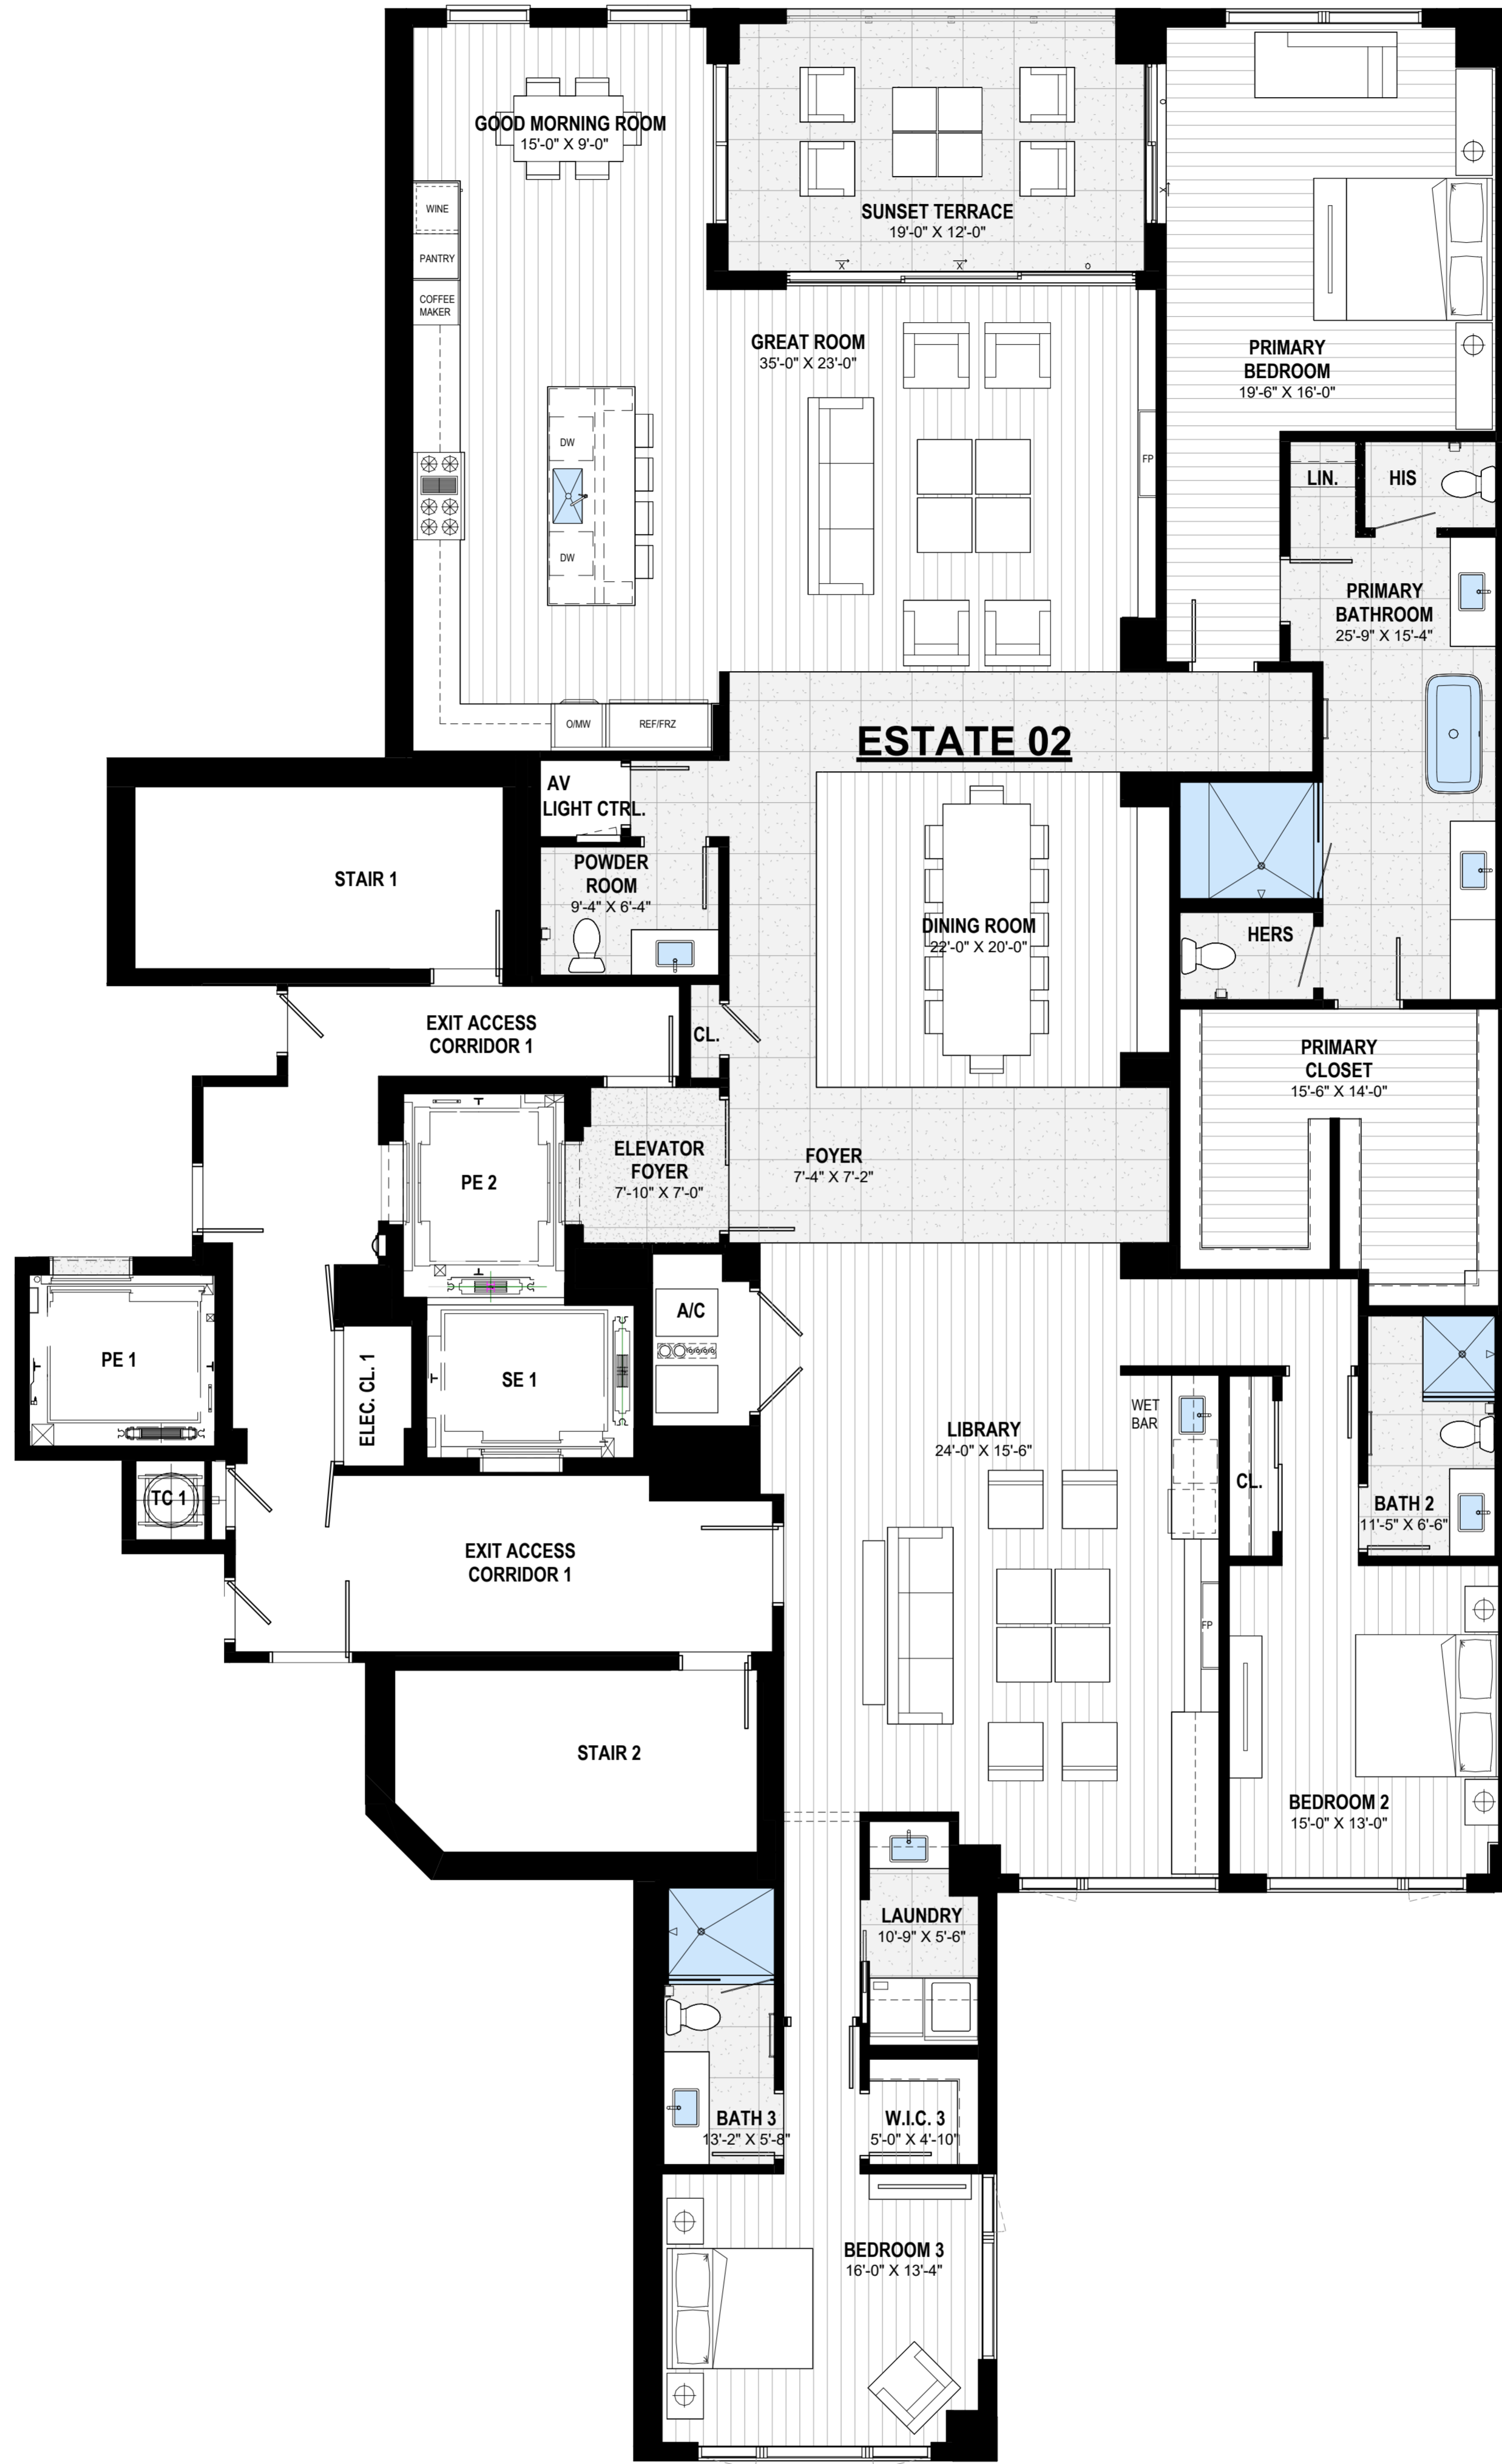 GOOD MORNING ROOM
15'-0" X 9'-0"
WINE
PANTRY
COFFEE
MAKER
SUNSET TERRACE
19'-0" X 12'-0"
X
X
O
O
X
GREAT ROOM
35'-0" X 23'-0"
PRIMARY
BEDROOM
19'-6" X 16'-0"
DW
DW
FP
LIN.
HIS
PRIMARY
BATHROOM
25'-9" X 15'-4"
O/MW
REF/FRZ
ESTATE 02
AV
LIGHT CTRL.
STAIR 1
POWDER
ROOM
9'-4" X 6'-4"
DINING ROOM
22'-0" X 20'-0"
HERS
EXIT ACCESS
CORRIDOR 1
CL.
PRIMARY
CLOSET
15'-6" X 14'-0"
PE 2
ELEVATOR
FOYER
7'-10" X 7'-0"
FOYER
7'-4" X 7'-2"
A/C
PE 1
ELEC. CL. 1
SE 1
WET
BAR
LIBRARY
24'-0" X 15'-6"
CL.
TC 1
BATH 2
11'-5" X 6'-6"
EXIT ACCESS
CORRIDOR 1
FP
STAIR 2
BEDROOM 2
15'-0" X 13'-0"
LAUNDRY
10'-9" X 5'-6"
BATH 3
13'-2" X 5'-8"
W.I.C. 3
5'-0" X 4'-10"
BEDROOM 3
16'-0" X 13'-4"